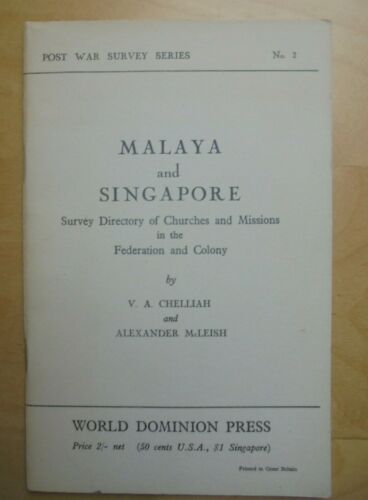 POST WAR SURVEY SERIES No. 2
MALAYA
and
SINGAPORE
Survey Directory of Churches and Missions
in the
Federation and Colony
by
V. A. CHELLIAH
and
ALEXANDER McLEISH
WORLD DOMINION PRESS
Price 2/- net (50 cents U.S.A., $1 Singapore)
Printed in Great Britain